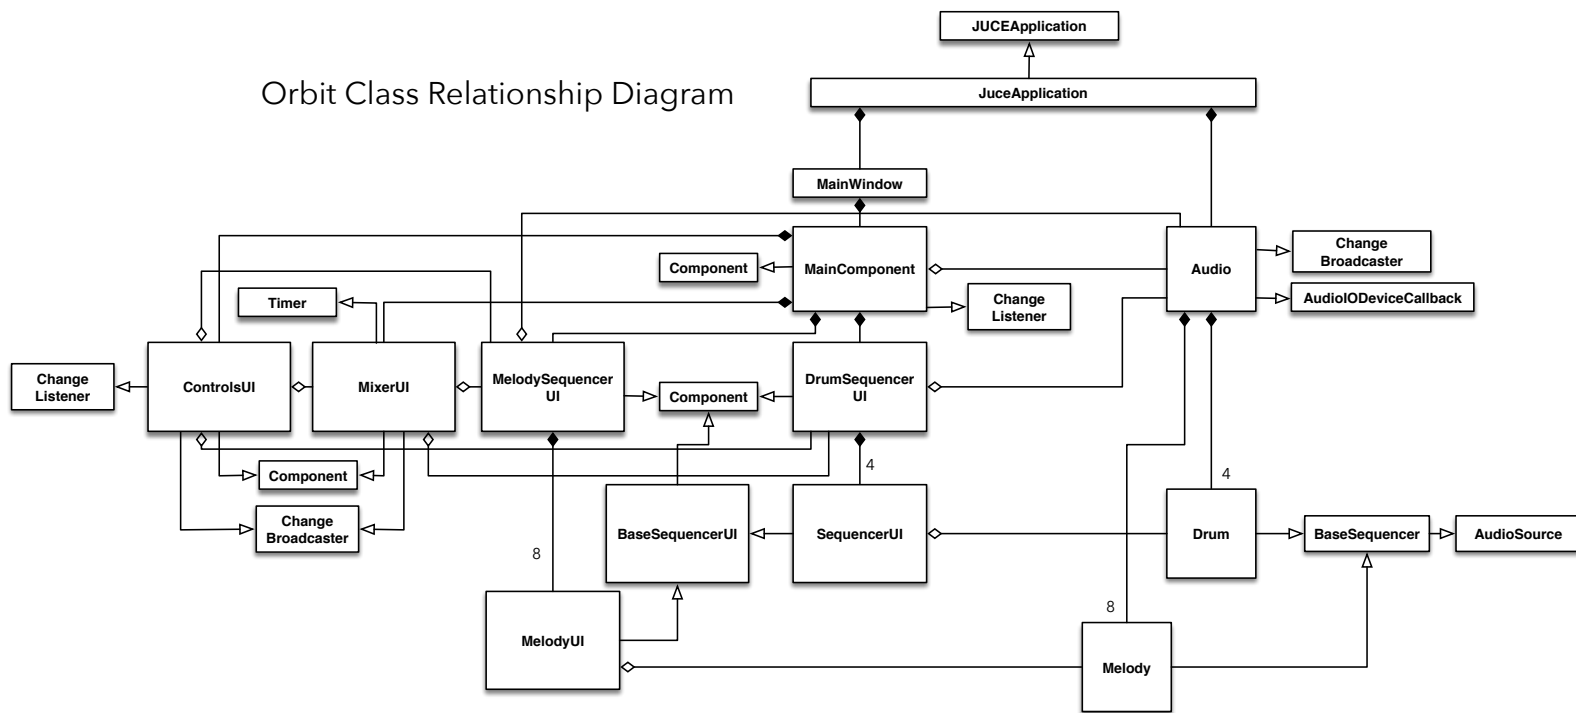 JUCEApplication
Orbit Class Relationship Diagram
JuceApplication
MainWindow
Component
MainComponent
Audio
Change
Broadcaster
Timer
Change
Listener
AudioIODeviceCallback
Change
Listener
ControlsUI
MixerUI
MelodySequencer
UI
Component
DrumSequencer
UI
Component
4
4
Change
Broadcaster
BaseSequencerUI
SequencerUI
Drum
BaseSequencer
AudioSource
8
8
MelodyUI
Melody